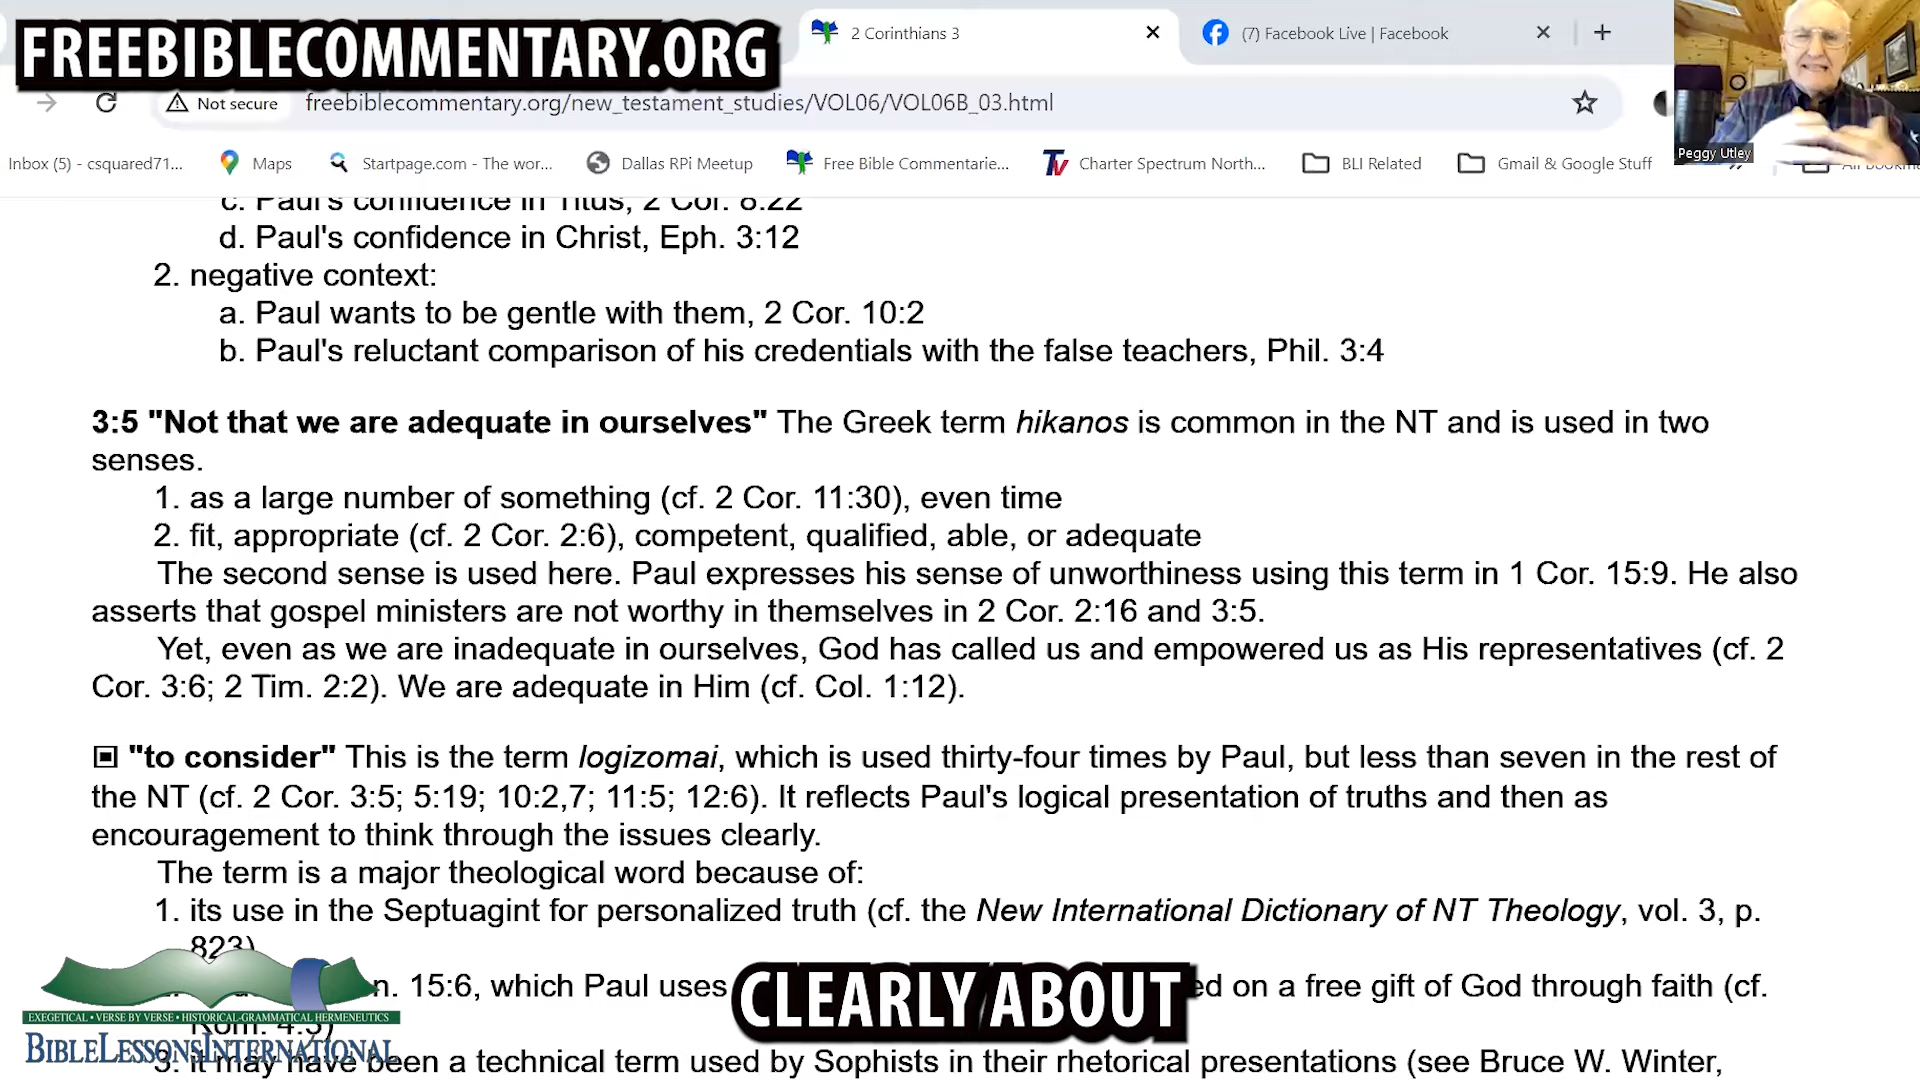 FREEBIBLECOMMENTARY.ORG
2 Corinthians 3
(7) Facebook Live | Facebook
Not secure
freebiblecommentary.org/new_testament_studies/VOL06/VOL06B_03.html
Peggy Utley
Inbox (5) - csquared71...
Maps
Startpage.com - The wor...
Dallas RPi Meetup
Free Bible Commentarie...
Charter Spectrum North...
BLI Related
Gmail & Google Stuff
c. Paul's confidence in Titus, 2 Cor. 8:22
d. Paul's confidence in Christ, Eph. 3:12
2. negative context:
a. Paul wants to be gentle with them, 2 Cor. 10:2
b. Paul's reluctant comparison of his credentials with the false teachers, Phil. 3:4
3:5 "Not that we are adequate in ourselves" The Greek term hikanos is common in the NT and is used in two
senses.
1. as a large number of something (cf. 2 Cor. 11:30), even time
2. fit, appropriate (cf. 2 Cor. 2:6), competent, qualified, able, or adequate
The second sense is used here. Paul expresses his sense of unworthiness using this term in 1 Cor. 15:9. He also
asserts that gospel ministers are not worthy in themselves in 2 Cor. 2:16 and 3:5.
Yet, even as we are inadequate in ourselves, God has called us and empowered us as His representatives (cf. 2
Cor. 3:6; 2 Tim. 2:2). We are adequate in Him (cf. Col. 1:12).
"to consider" This is the term logizomai, which is used thirty-four times by Paul, but less than seven in the rest of
the NT (cf. 2 Cor. 3:5; 5:19; 10:2,7; 11:5; 12:6). It reflects Paul's logical presentation of truths and then as
encouragement to think through the issues clearly.
The term is a major theological word because of:
1. its use in the Septuagint for personalized truth (cf. the New International Dictionary of NT Theology, vol. 3, p.
823)
n. 15:6, which Paul uses
CLEARLY ABOUT
ed on a free gift of God through faith (cf.
Rom. 4:3)
EXEGETICAL • VERSE BY VERSE • HISTORICAL-GRAMMATICAL HERMENEUTICS
BIBLELESSONSINTERNATIONAL
3. it may have been a technical term used by Sophists in their rhetorical presentations (see Bruce W. Winter,